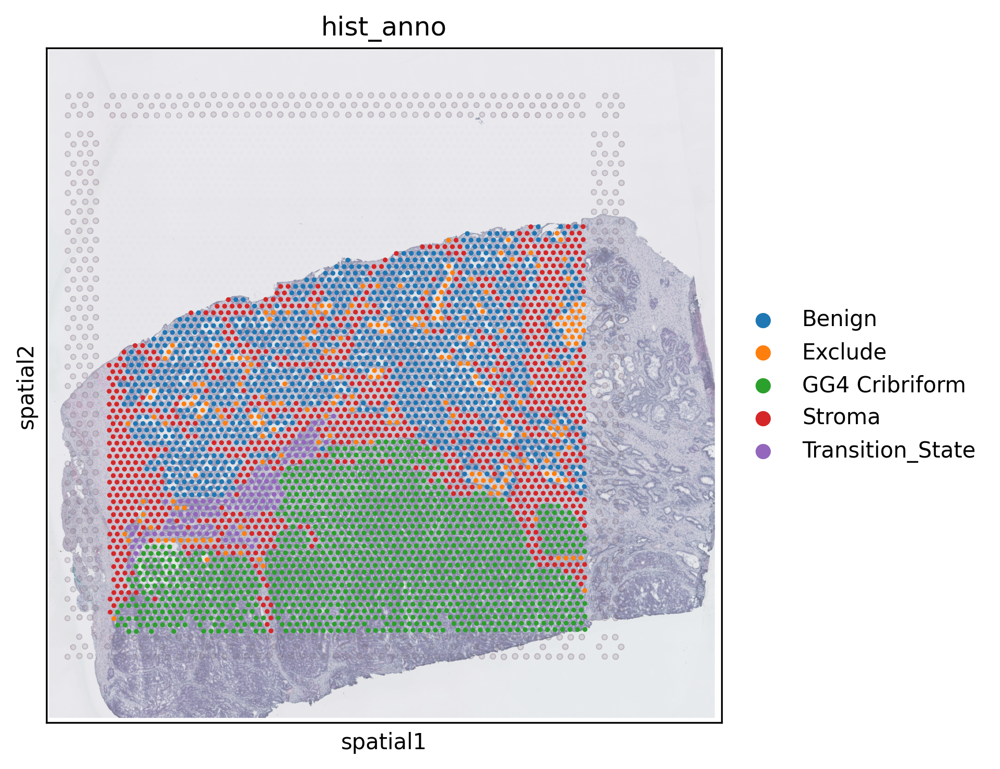 hist_anno
spatial2
spatial1
Benign
Exclude
GG4 Cribriform
Stroma
Transition_State